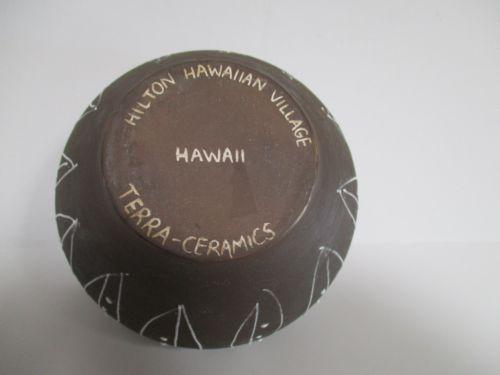 HILTON HAWAIIAN VILLAGE
HAWAII
TERRA-CERAMICS